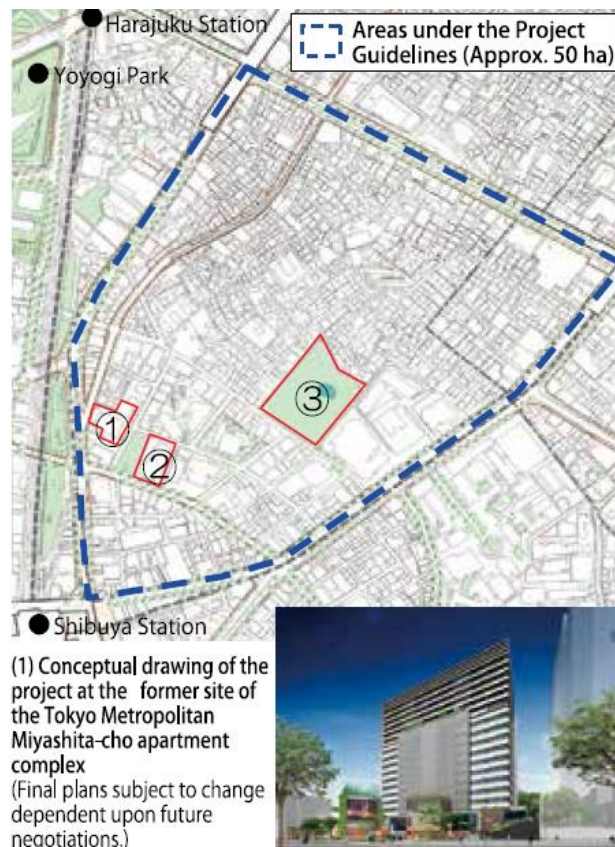 Harajuku Station
Areas under the Project
Guidelines (Approx. 50 ha)
Yoyogi Park
③
①
②
Shibuya Station
(1) Conceptual drawing of the
project at the former site of
the Tokyo Metropolitan
Miyashita-cho apartment
complex
(Final plans subject to change
dependent upon future
negotiations.)